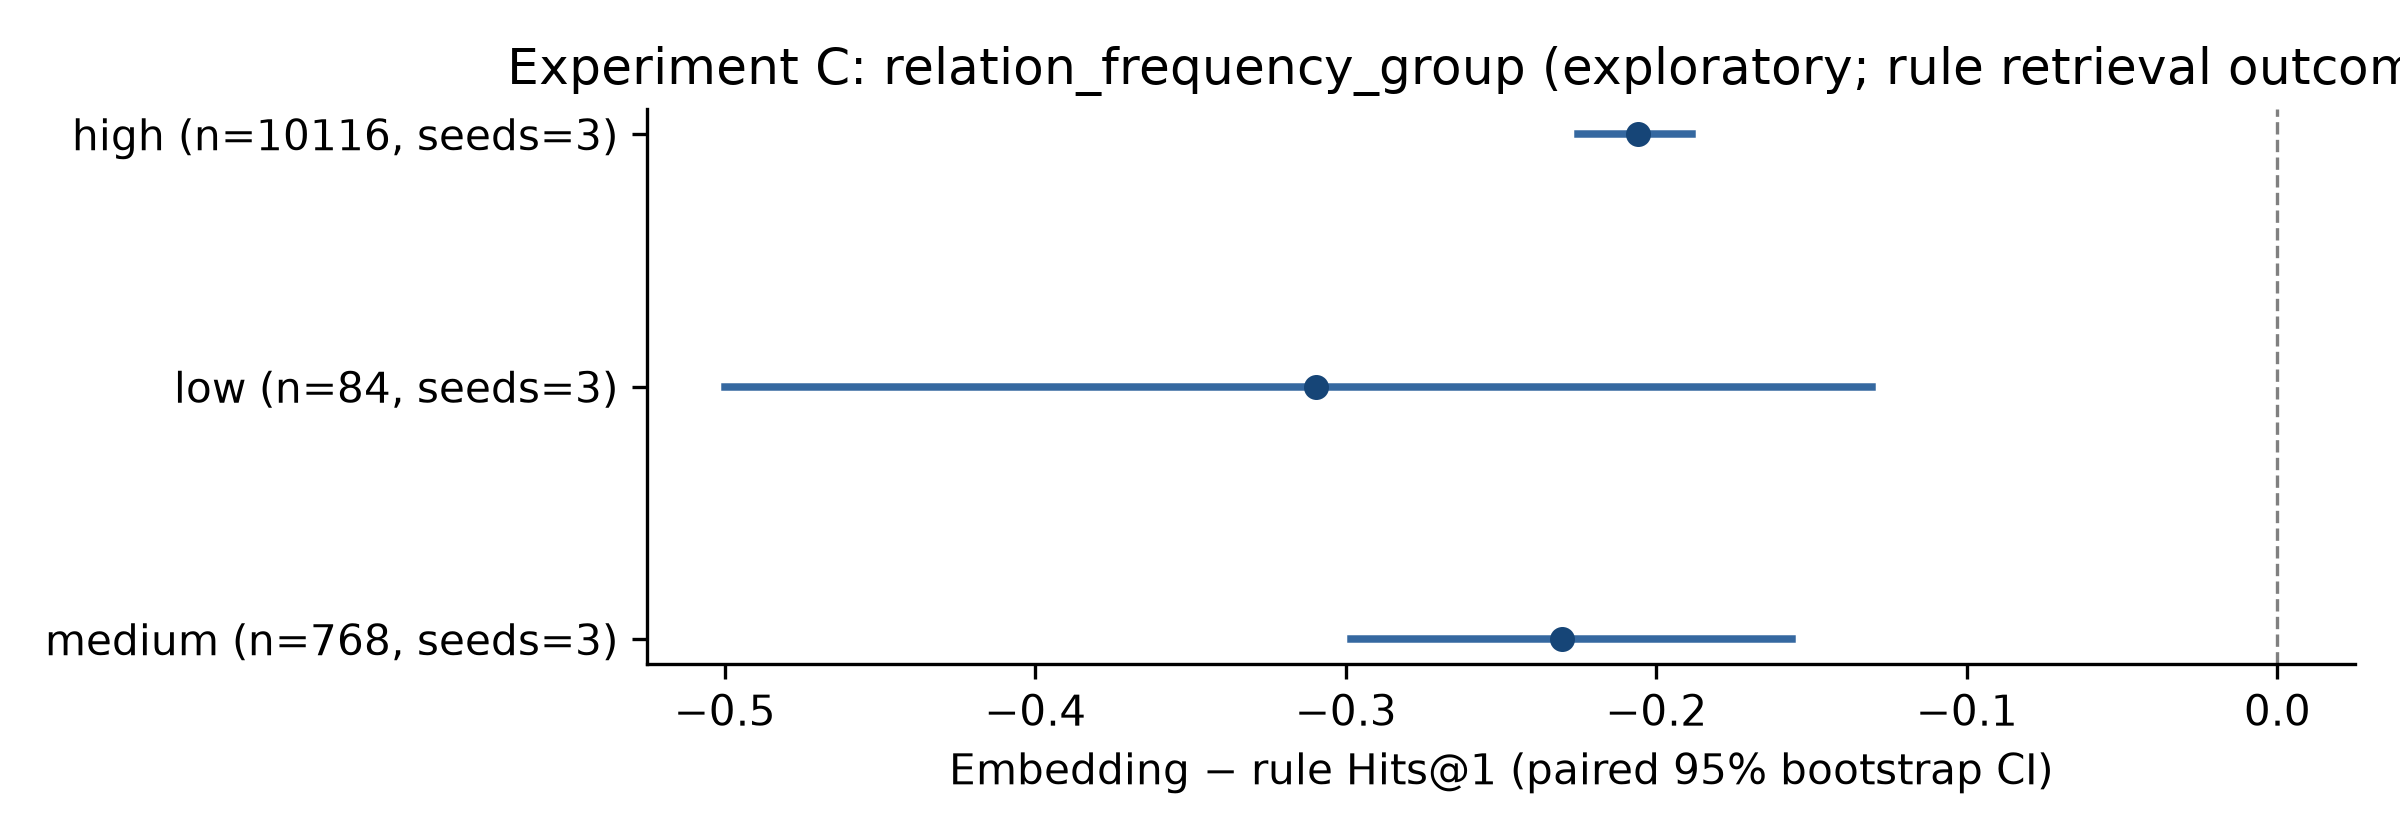 Experiment C: relation_frequency_group (exploratory; rule retrieval outcom
high (n=10116, seeds=3)
low (n=84, seeds=3)
medium (n=768, seeds=3)
−0.5 −0.4 −0.3 −0.2 −0.1 0.0
Embedding − rule Hits@1 (paired 95% bootstrap CI)